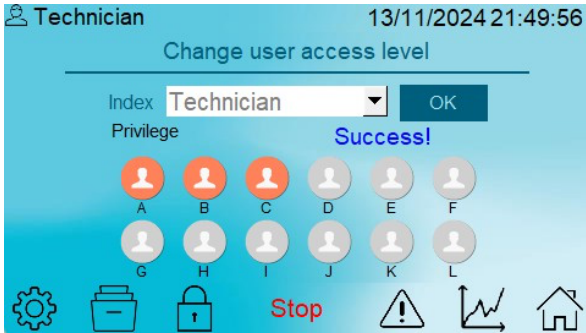 Technician 13/11/2024 21:49:56
Change user access level
Index Technician OK
Privilege Success!
A B C D E F
G H I J K L
Stop